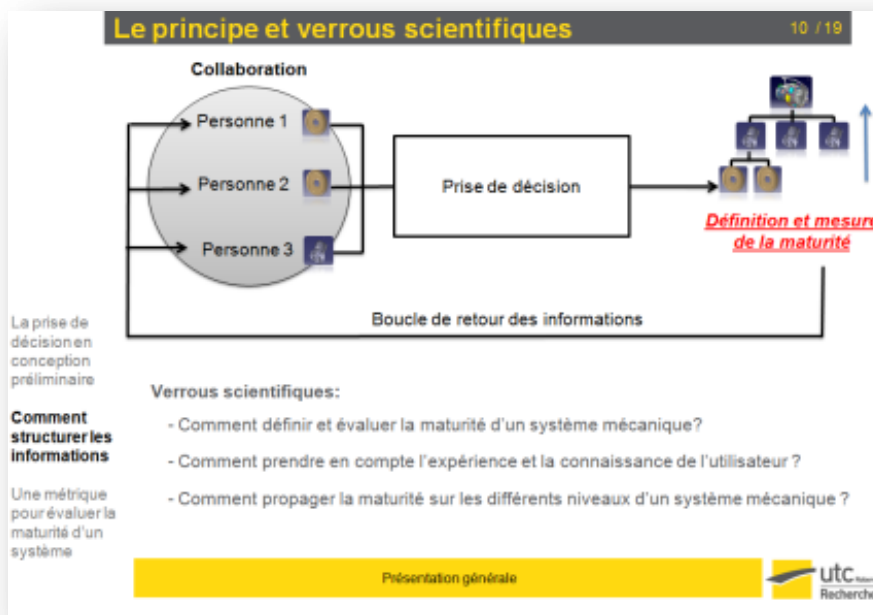 Le principe et verrous scientifiques
10 / 19
Collaboration
Personne 1
Personne 2
Personne 3
Prise de décision
Définition et mesure
de la maturité
Boucle de retour des informations
La prise de
décision en
conception
préliminaire
Comment
structurer les
informations
Une métrique
pour évaluer la
maturité d'un
système
Verrous scientifiques:
- Comment définir et évaluer la maturité d'un système mécanique?
- Comment prendre en compte l'expérience et la connaissance de l'utilisateur ?
- Comment propager la maturité sur les différents niveaux d'un système mécanique ?
Présentation générale
utc
Recherche